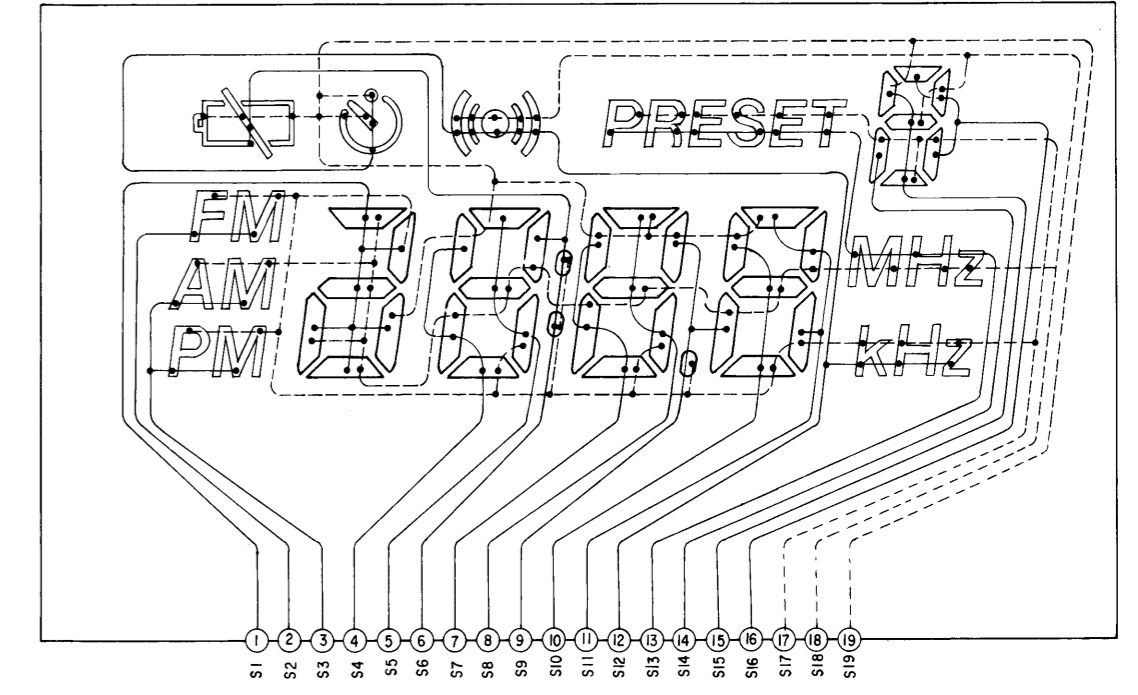 PRESET
FM
AM
PM
MHz
kHz
1 2 3 4 5 6 7 8 9 10 11 12 13 14 15 16 17 18 19
S1 S2 S3 S4 S5 S6 S7 S8 S9 S10 S11 S12 S13 S14 S15 S16 S17 S18 S19